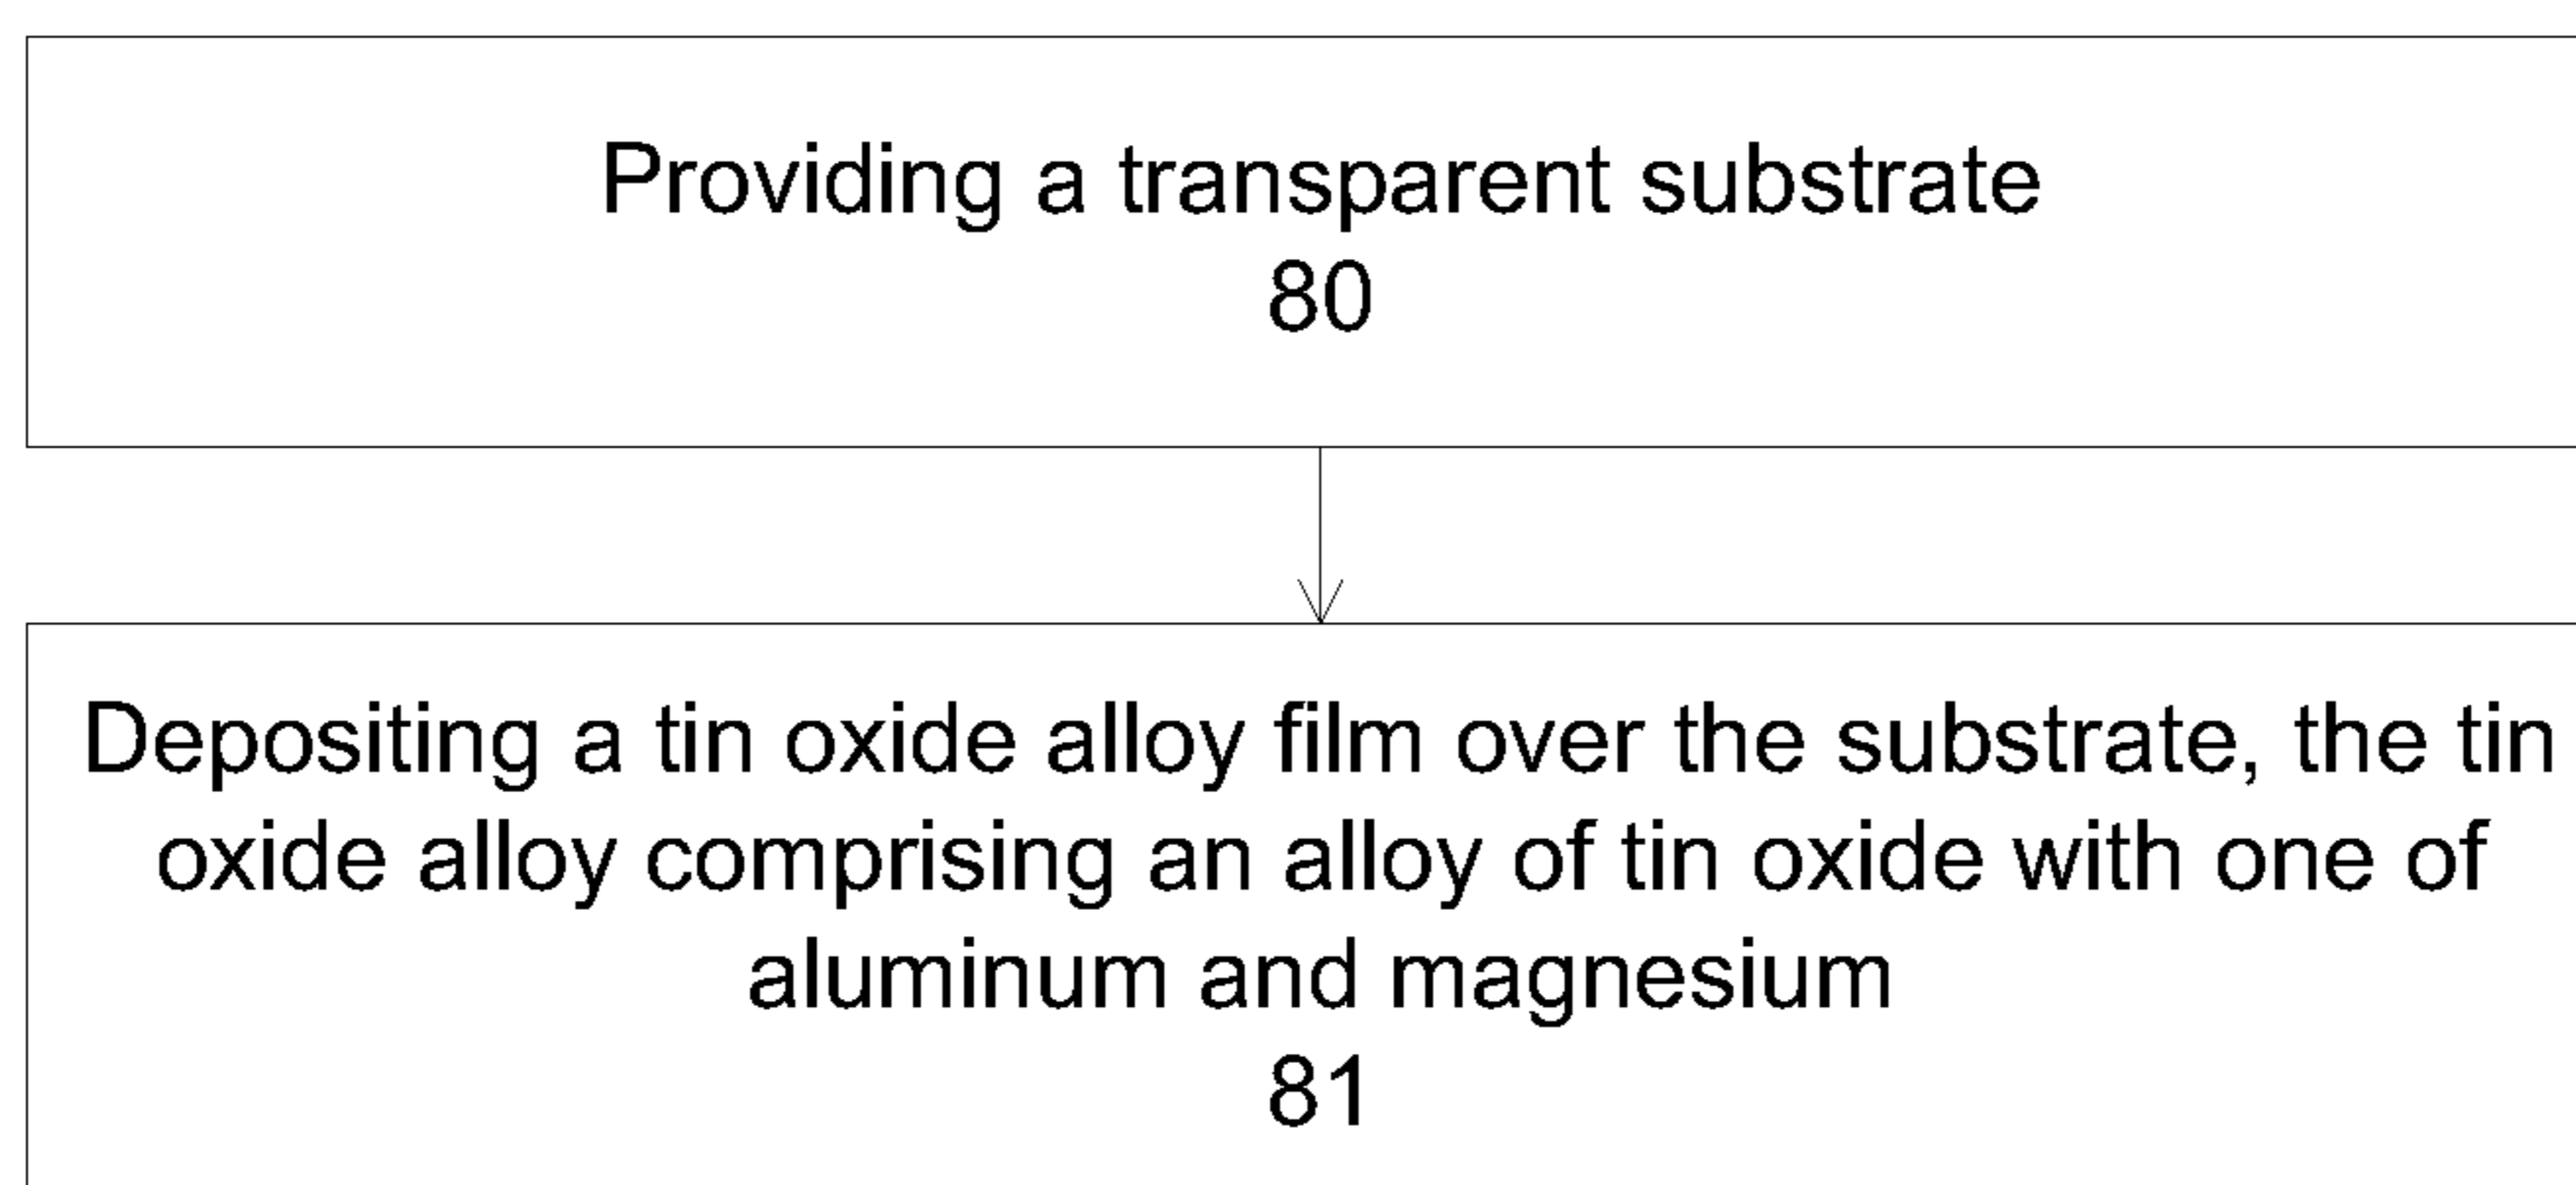 Providing a transparent substrate
80
Depositing a tin oxide alloy film over the substrate, the tin
oxide alloy comprising an alloy of tin oxide with one of
aluminum and magnesium
81